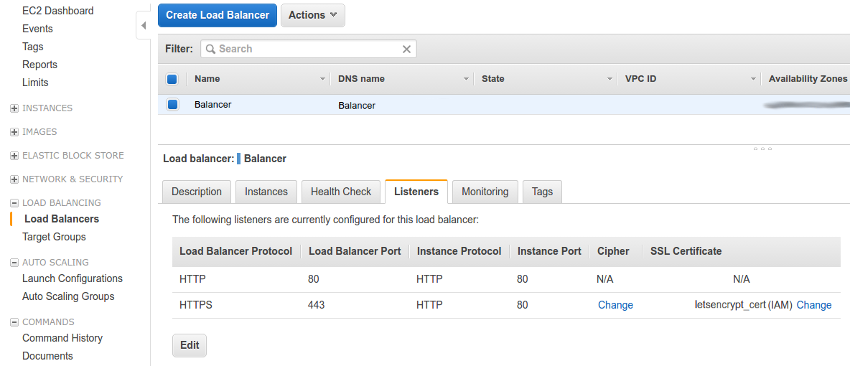 EC2 Dashboard
Events
Tags
Reports
Limits
INSTANCES
IMAGES
ELASTIC BLOCK STORE
NETWORK & SECURITY
LOAD BALANCING
Load Balancers
Target Groups
AUTO SCALING
Launch Configurations
Auto Scaling Groups
COMMANDS
Command History
Documents
Create Load Balancer Actions
Filter: Search
Name DNS name State VPC ID Availability Zones
Balancer Balancer
Load balancer: Balancer
Description Instances Health Check Listeners Monitoring Tags
The following listeners are currently configured for this load balancer:
Load Balancer Protocol Load Balancer Port Instance Protocol Instance Port Cipher SSL Certificate
HTTP 80 HTTP 80 N/A N/A
HTTPS 443 HTTP 80 Change letsencrypt_cert (IAM) Change
Edit